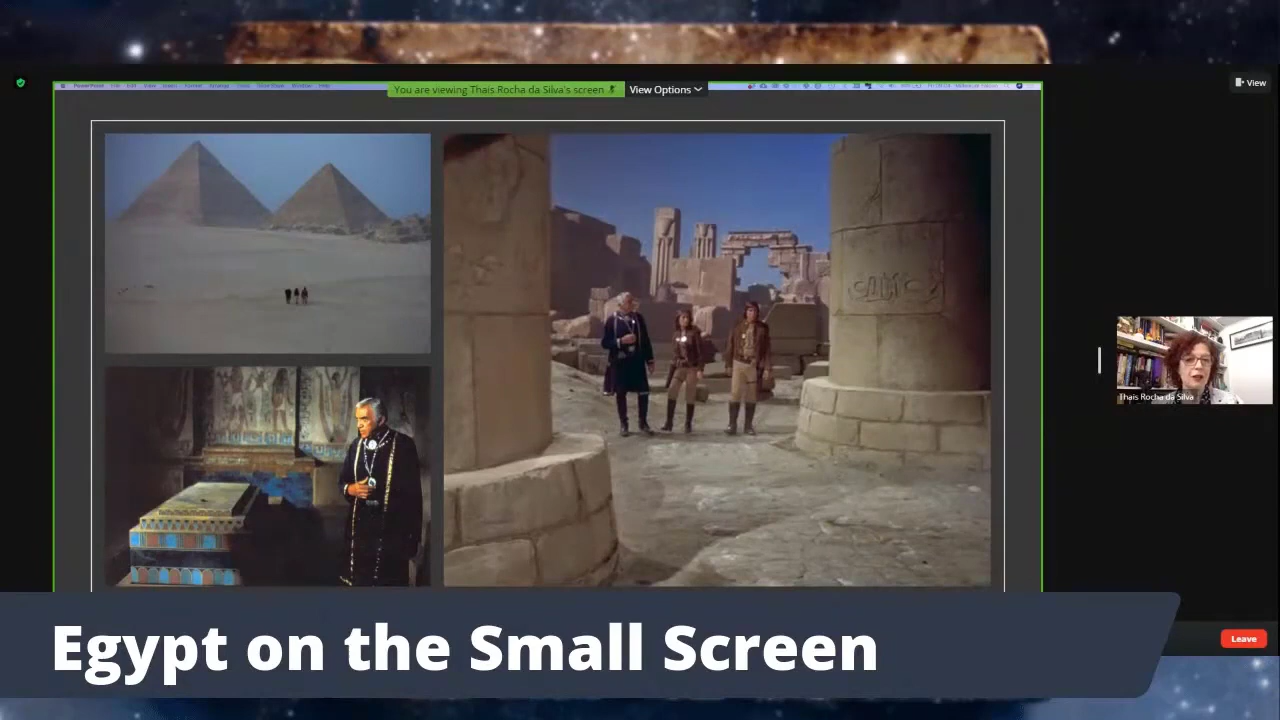 You are viewing Thais Rocha da Silva's screen
View Options
View
Thais Rocha da Silva
Egypt on the Small Screen
Leave